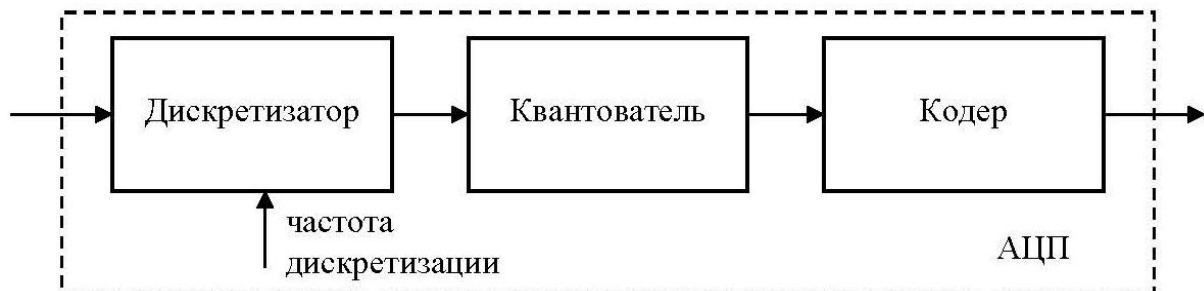 Дискретизатор
Квантователь
Кодер
частота
дискретизации
АЦП